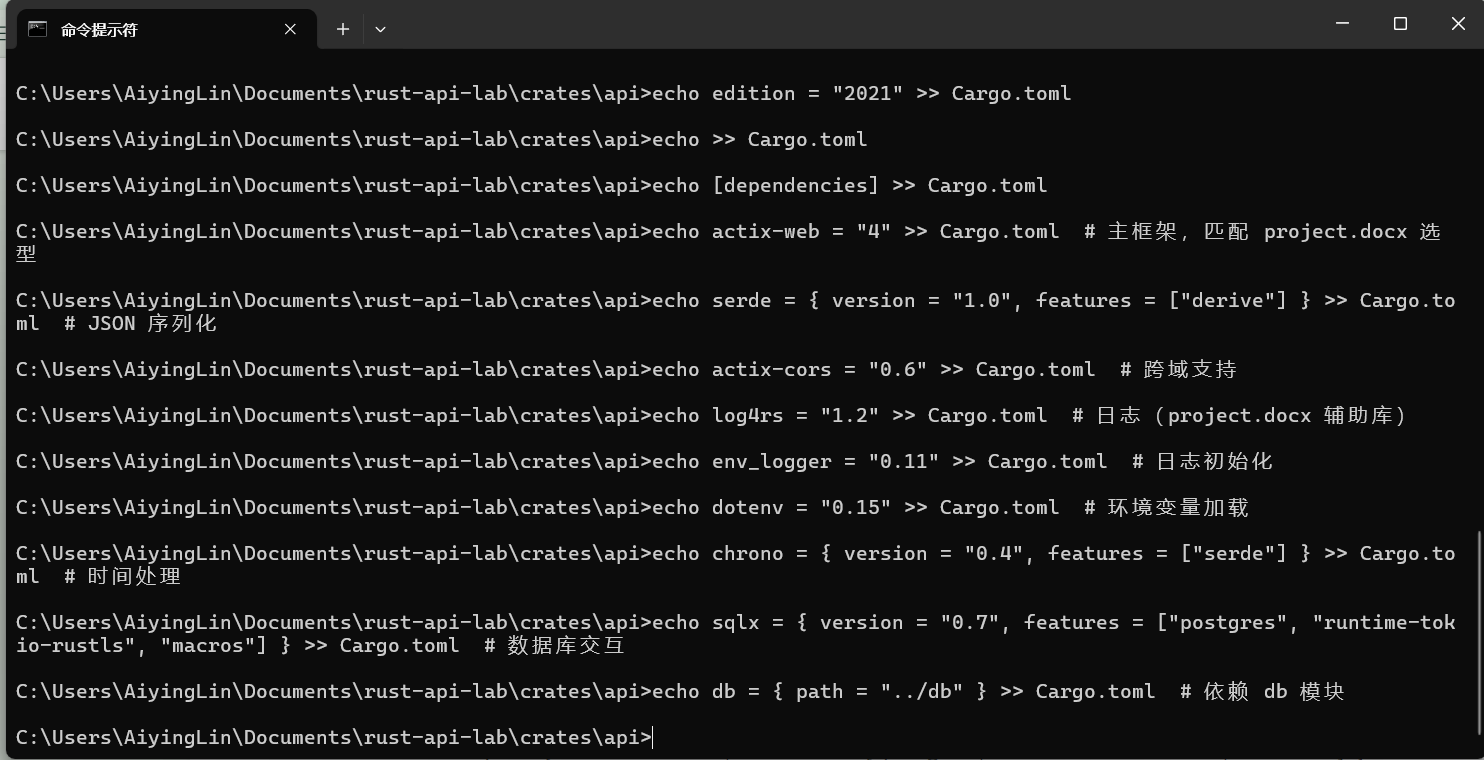 命令提示符
C:\Users\AiyingLin\Documents\rust-api-lab\crates\api>echo edition = "2021" >> Cargo.toml
C:\Users\AiyingLin\Documents\rust-api-lab\crates\api>echo >> Cargo.toml
C:\Users\AiyingLin\Documents\rust-api-lab\crates\api>echo [dependencies] >> Cargo.toml
C:\Users\AiyingLin\Documents\rust-api-lab\crates\api>echo actix-web = "4" >> Cargo.toml  # 主框架，匹配 project.docx 选
型
C:\Users\AiyingLin\Documents\rust-api-lab\crates\api>echo serde = { version = "1.0", features = ["derive"] } >> Cargo.to
ml  # JSON 序列化
C:\Users\AiyingLin\Documents\rust-api-lab\crates\api>echo actix-cors = "0.6" >> Cargo.toml  # 跨域支持
C:\Users\AiyingLin\Documents\rust-api-lab\crates\api>echo log4rs = "1.2" >> Cargo.toml  # 日志（project.docx 辅助库）
C:\Users\AiyingLin\Documents\rust-api-lab\crates\api>echo env_logger = "0.11" >> Cargo.toml  # 日志初始化
C:\Users\AiyingLin\Documents\rust-api-lab\crates\api>echo dotenv = "0.15" >> Cargo.toml  # 环境变量加载
C:\Users\AiyingLin\Documents\rust-api-lab\crates\api>echo chrono = { version = "0.4", features = ["serde"] } >> Cargo.to
ml  # 时间处理
C:\Users\AiyingLin\Documents\rust-api-lab\crates\api>echo sqlx = { version = "0.7", features = ["postgres", "runtime-tok
io-rustls", "macros"] } >> Cargo.toml  # 数据库交互
C:\Users\AiyingLin\Documents\rust-api-lab\crates\api>echo db = { path = "../db" } >> Cargo.toml  # 依赖 db 模块
C:\Users\AiyingLin\Documents\rust-api-lab\crates\api>